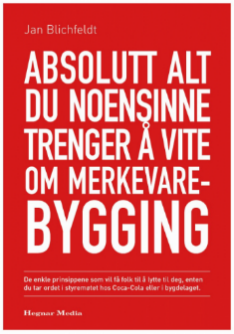 Jan Blichfeldt
ABSOLUTT ALT
DU NOENSINNE
TRENGER Å VITE
OM MERKEVARE-
BYGGING
De enkle prinsippene som vil få folk til å lytte til deg, enten
du tar ordet i styremøtet hos Coca-Cola eller i bygdelaget.
Hegnar Media